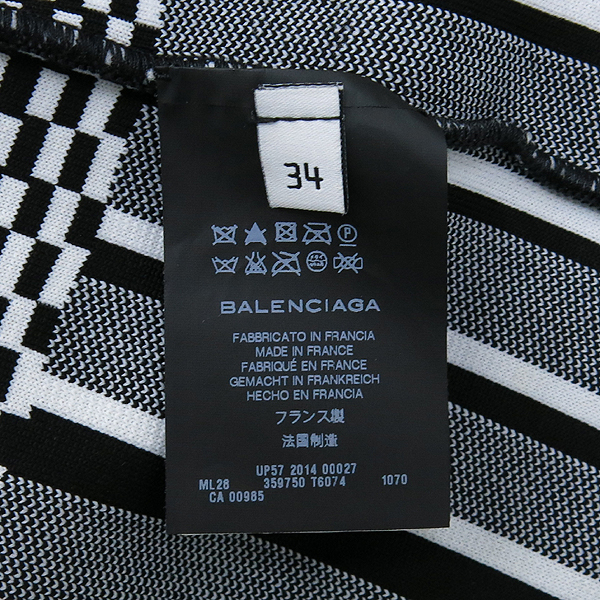 34
BALENCIAGA
FABBRICATO IN FRANCIA
MADE IN FRANCE
FABRIQUÉ EN FRANCE
GEMACHT IN FRANKREICH
HECHO EN FRANCIA
フランス製
法国制造
UP57 2014 00027
ML28 359750 T6074 1070
CA 00985